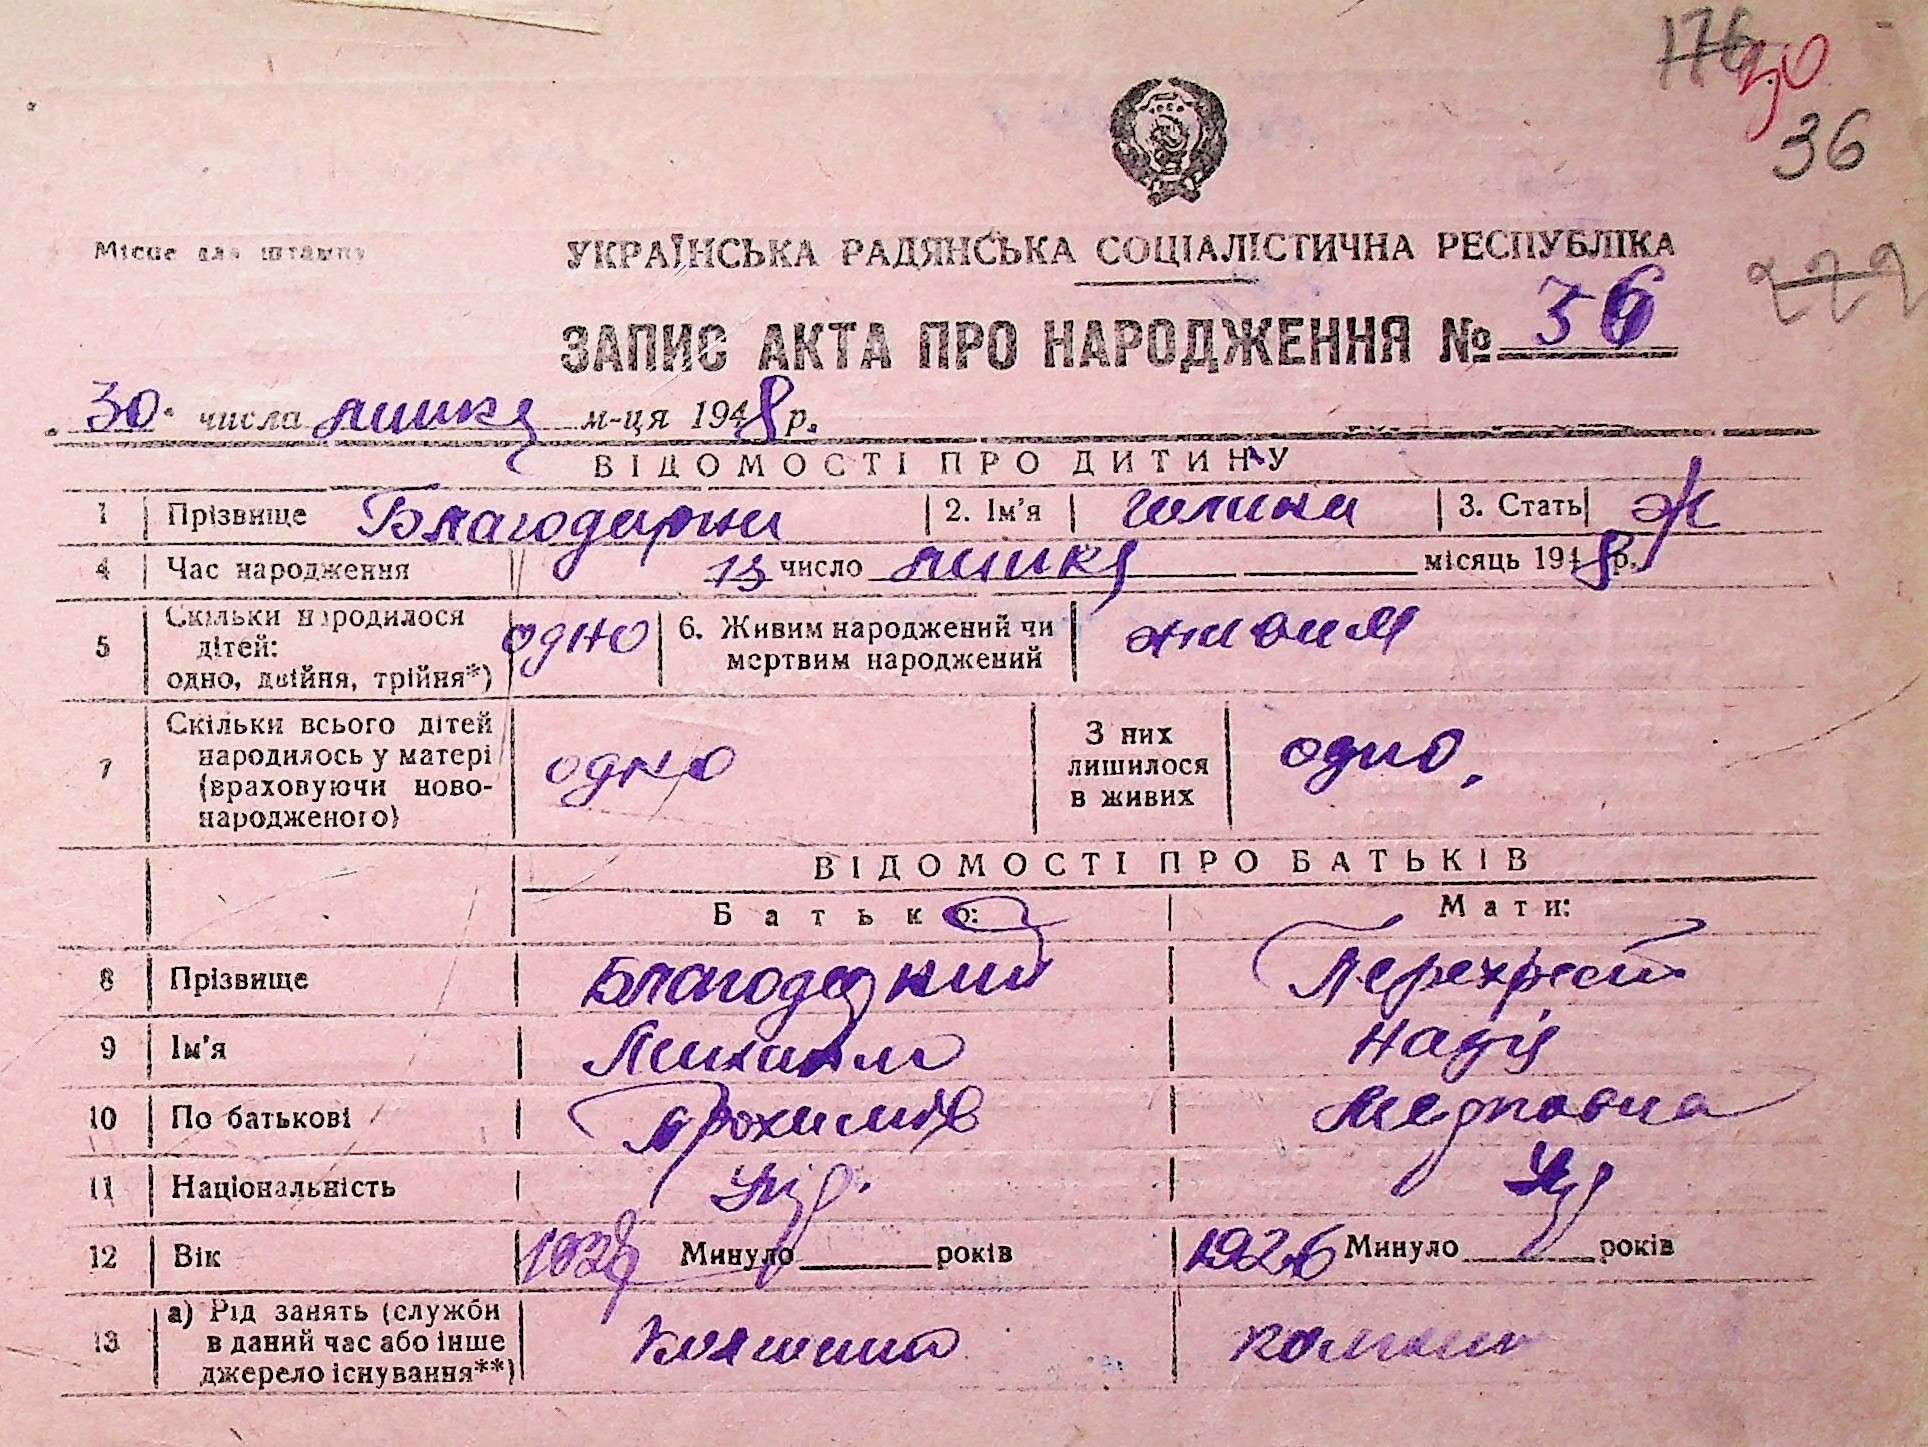 176 30
36
Місце для штампу
УКРАЇНСЬКА РАДЯНСЬКА СОЦІАЛІСТИЧНА РЕСПУБЛІКА
222
ЗАПИС АКТА ПРО НАРОДЖЕННЯ № 36
30 числа липня м-ця 1948 р.
ВІДОМОСТІ ПРО ДИТИНУ
1 Прізвище 2. Ім'я Галина 3. Стать Ж
4 Час народження 13 число липня місяць 1948 р.
5 Скільки народилося дітей: одно, двійня, трійня*) одно 6. Живим народжений чи мертвим народжений живим
7 Скільки всього дітей народилось у матері (враховуючи новонародженого) одно З них лишилося в живих одно.
ВІДОМОСТІ ПРО БАТЬКІВ
Батько: Мати:
8 Прізвище Перехрест
9 Ім'я Михайло Надія
10 По батькові Трохимів
11 Національність Укр. Укр
12 Вік Минуло років 1926 Минуло років
13 а) Рід занять (служби в даний час або інше джерело існування**)